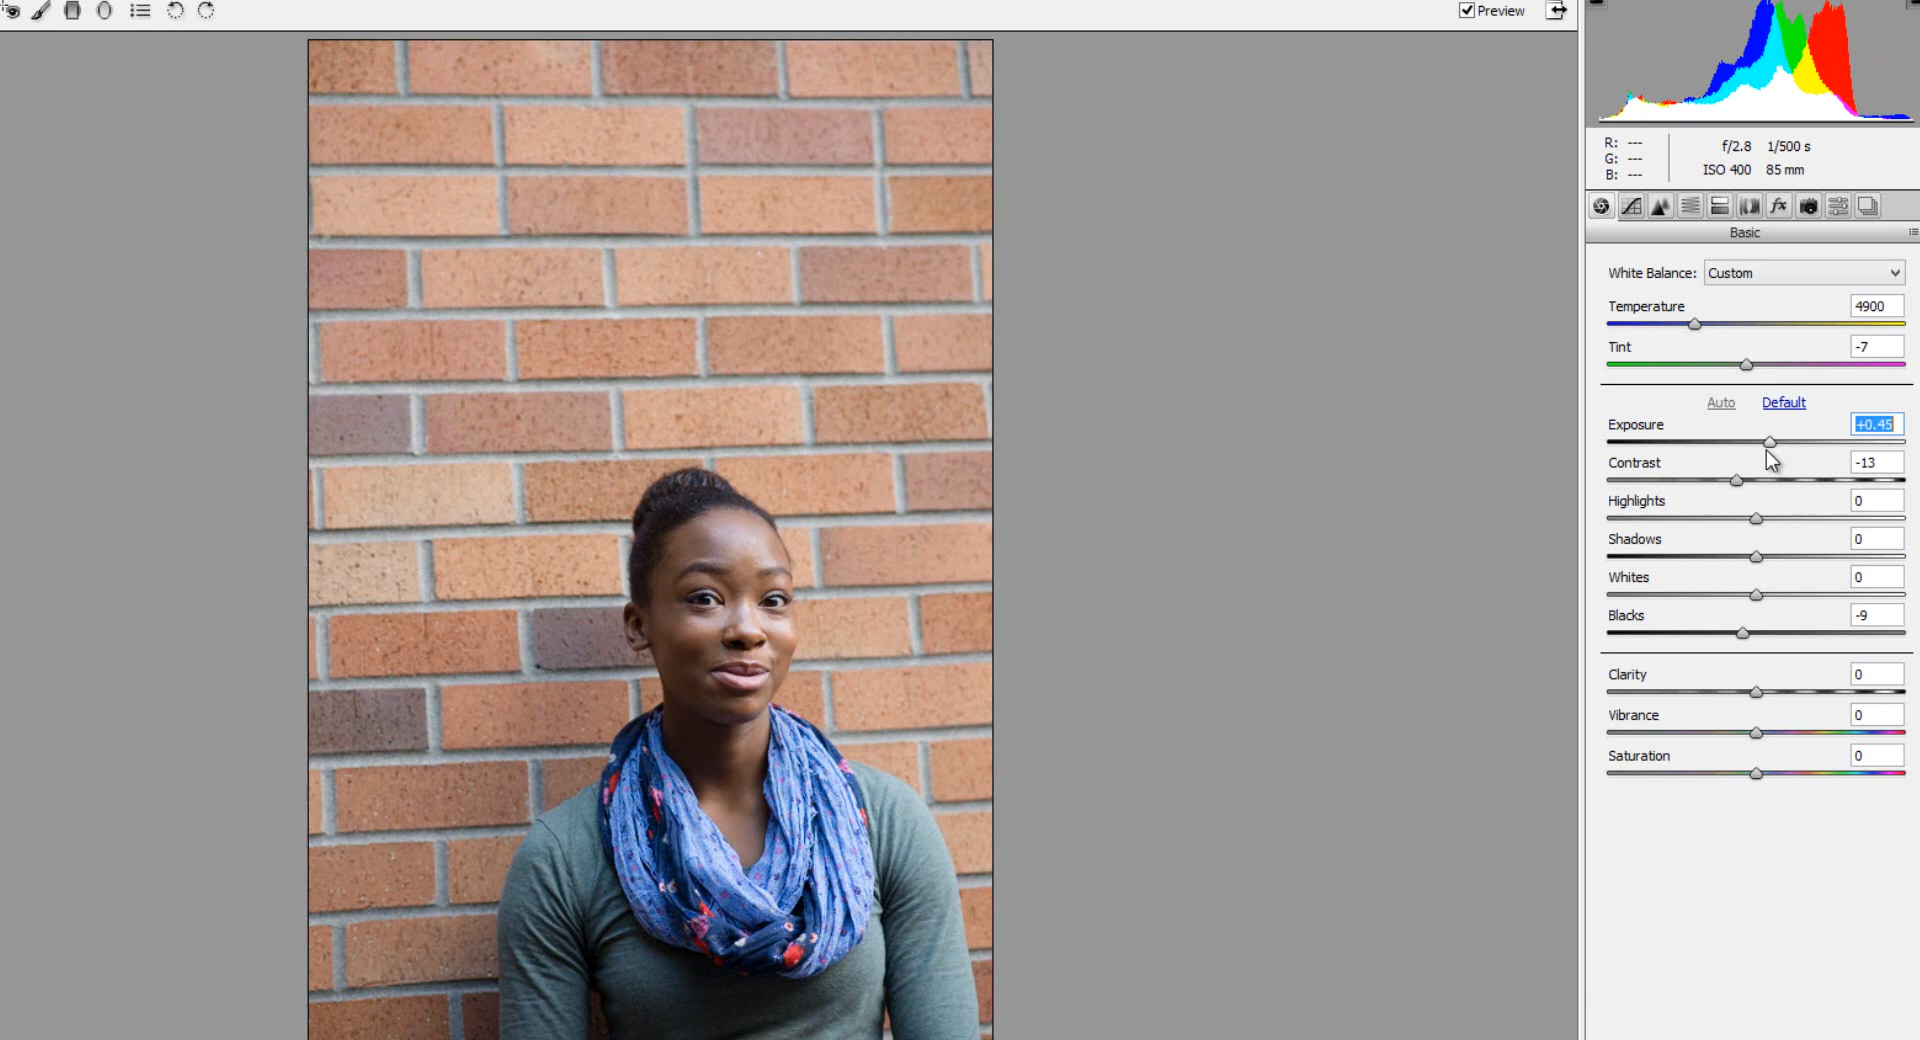 Preview
R: ---
G: ---
B: ---
f/2.8 1/500 s
ISO 400 85 mm
fx
Basic
White Balance: Custom
Temperature 4900
Tint -7
Auto Default
Exposure +0.45
Contrast -13
Highlights 0
Shadows 0
Whites 0
Blacks -9
Clarity 0
Vibrance 0
Saturation 0